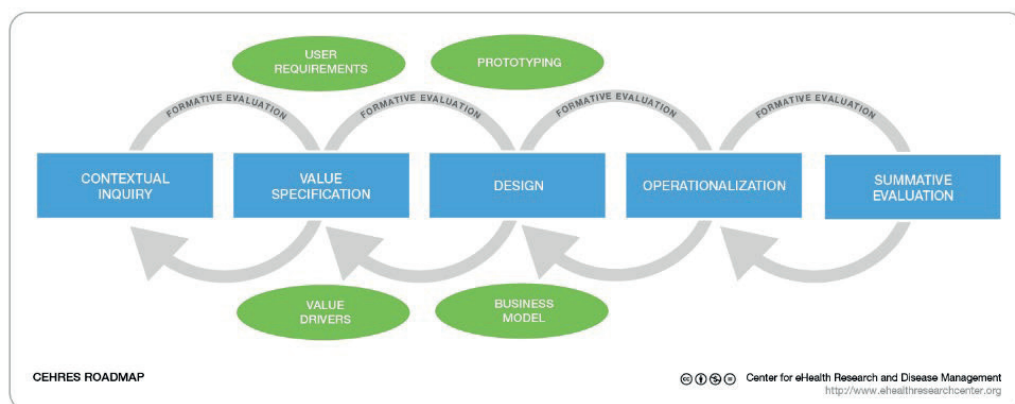 USER
REQUIREMENTS
PROTOTYPING
FORMATIVE EVALUATION
FORMATIVE EVALUATION
FORMATIVE EVALUATION
FORMATIVE EVALUATION
CONTEXTUAL
INQUIRY
VALUE
SPECIFICATION
DESIGN
OPERATIONALIZATION
SUMMATIVE
EVALUATION
VALUE
DRIVERS
BUSINESS
MODEL
CEHRES ROADMAP
cc Center for eHealth Research and Disease Management
http://www.ehealthresearchcenter.org